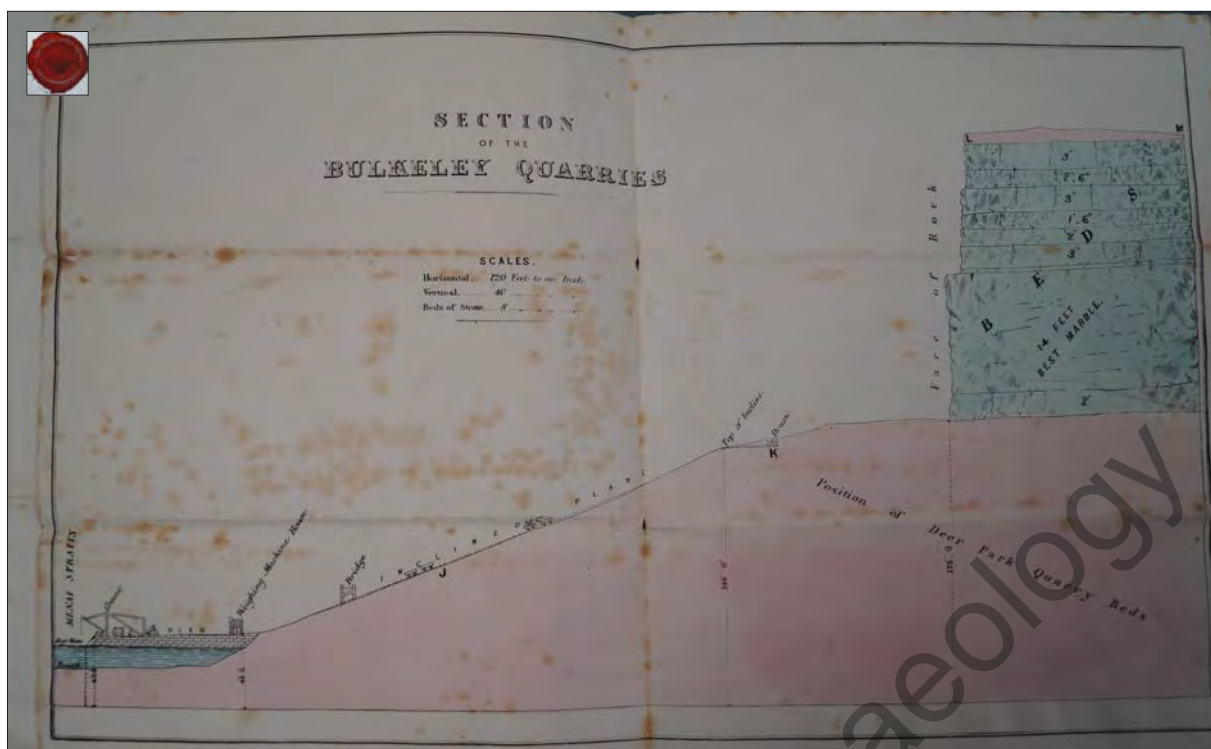 SECTION
OF THE
BULKELEY QUARRIES
SCALES.
Horizontal .. 120 Feet to an Inch.
Vertical ...... 40 " " "
Beds of Stone ... 8 " " "
L
M
3'
3'
S
1'. 6"
2'
D
3'
E
B
14 FEET
BEST MARBLE.
2'
Face of Rock
Top of Incline
Drum
K
Position of Deer Park Quarry Beds
INCLINED PLANE
J
Bridge
Weighing Machine House
MENAI STRAITS
Crane
PIER
aeology